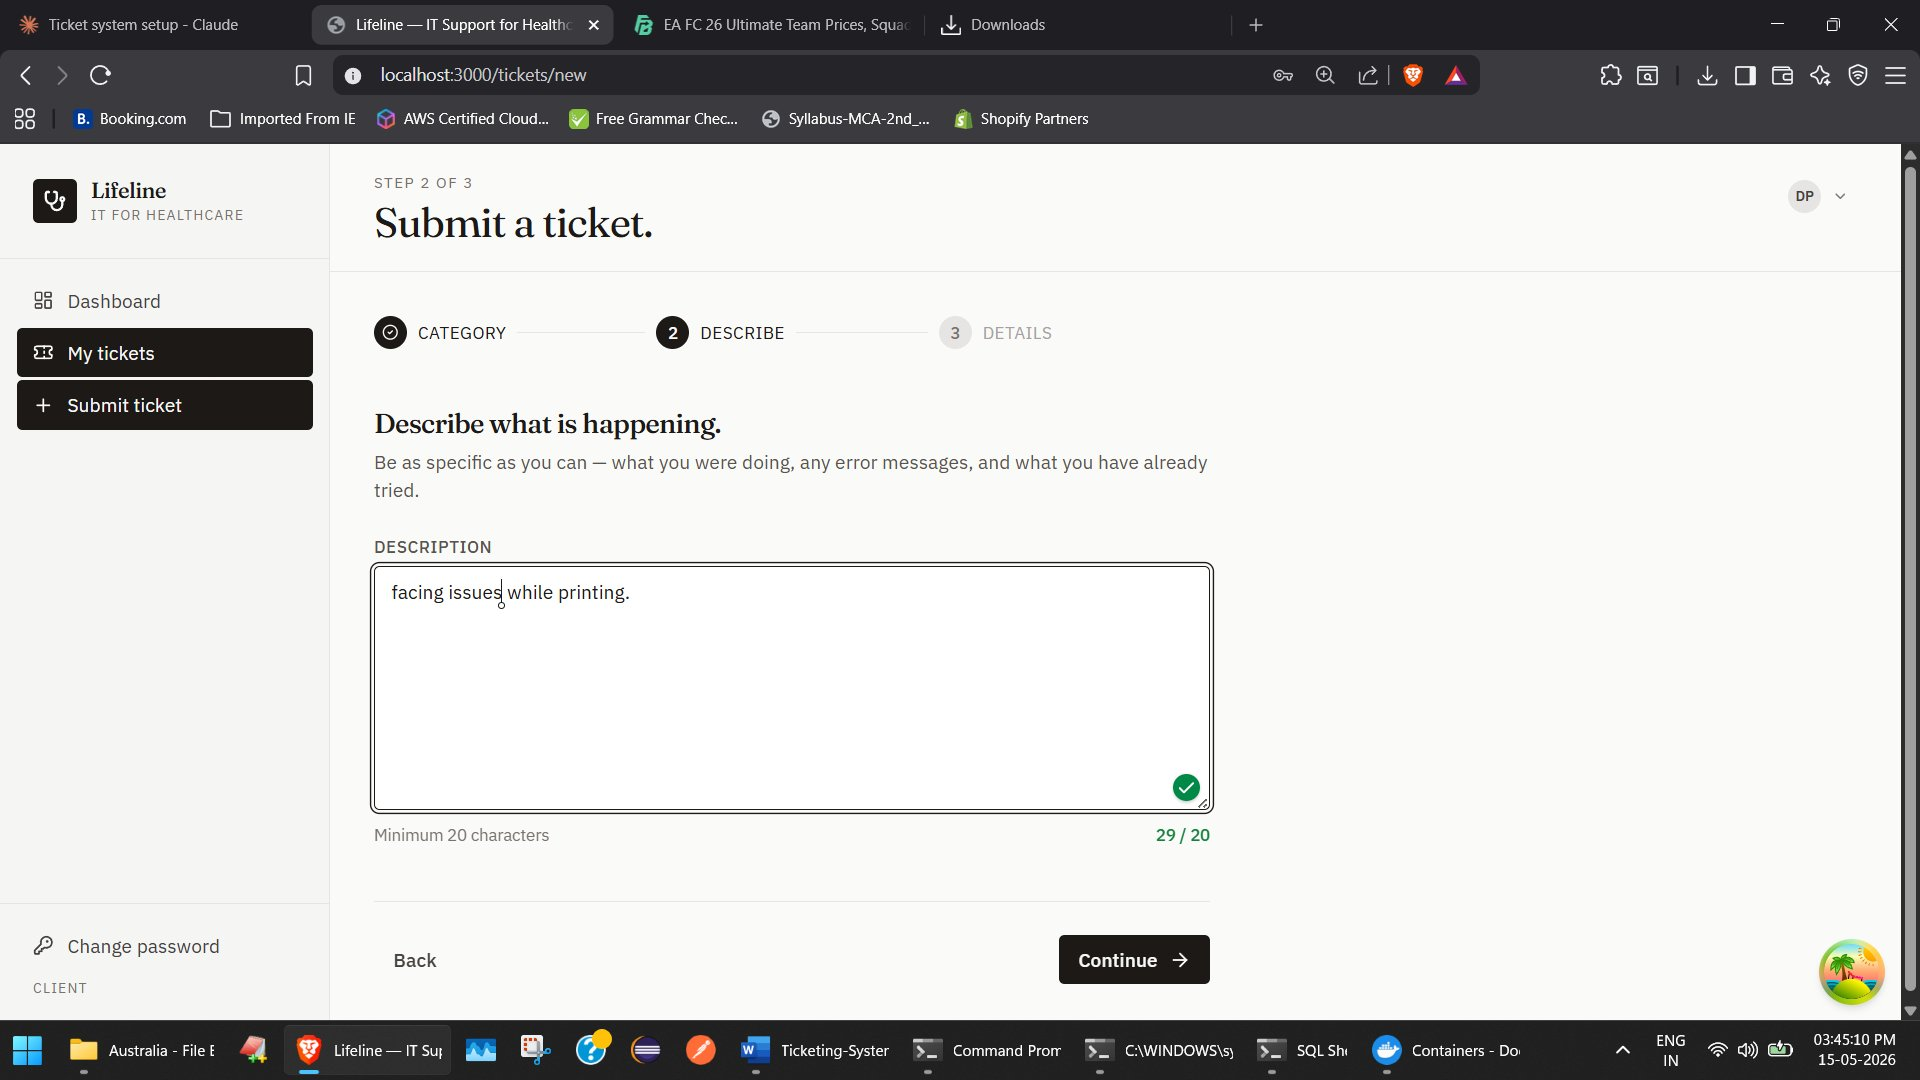 Ticket system setup - Claude
Lifeline — IT Support for Healthc
EA FC 26 Ultimate Team Prices, Squac
Downloads
localhost:3000/tickets/new
B. Booking.com
Imported From IE
AWS Certified Cloud...
Free Grammar Chec...
Syllabus-MCA-2nd_...
Shopify Partners
Lifeline
IT FOR HEALTHCARE
Dashboard
My tickets
Submit ticket
Change password
CLIENT
STEP 2 OF 3
Submit a ticket.
DP
CATEGORY
2 DESCRIBE
3 DETAILS
Describe what is happening.
Be as specific as you can — what you were doing, any error messages, and what you have already
tried.
DESCRIPTION
facing issues while printing.
Minimum 20 characters
29 / 20
Back
Continue
Australia - File E
Lifeline — IT Sup
Ticketing-Syster
Command Prom
C:\WINDOWS\sy
SQL She
Containers - Do
ENG
IN
03:45:10 PM
15-05-2026